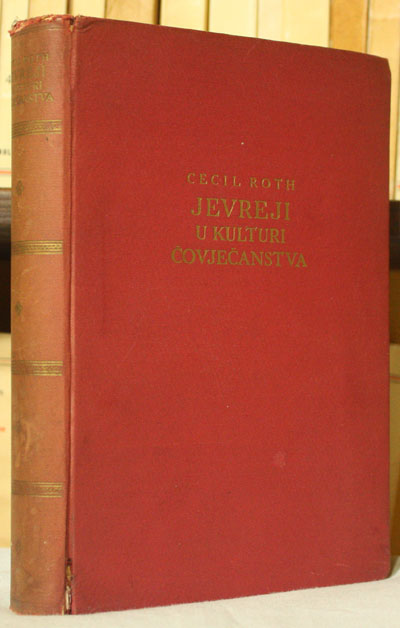 CECIL ROTH
JEVREJI
U KULTURI
ČOVJEČANSTVA